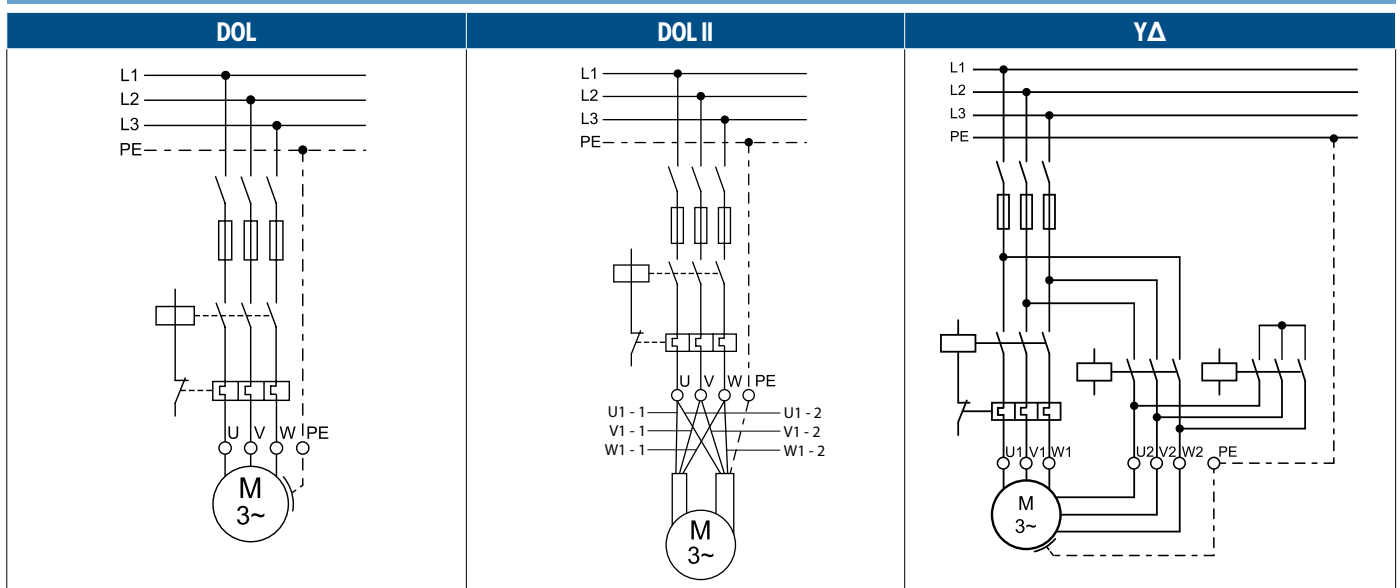 DOL
L1
L2
L3
PE
U V W PE
M
3~
DOL II
L1
L2
L3
PE
U V W PE
U1 - 1 U1 - 2
V1 - 1 V1 - 2
W1 - 1 W1 - 2
M
3~
YΔ
L1
L2
L3
PE
U1 V1 W1 U2 V2 W2 PE
M
3~